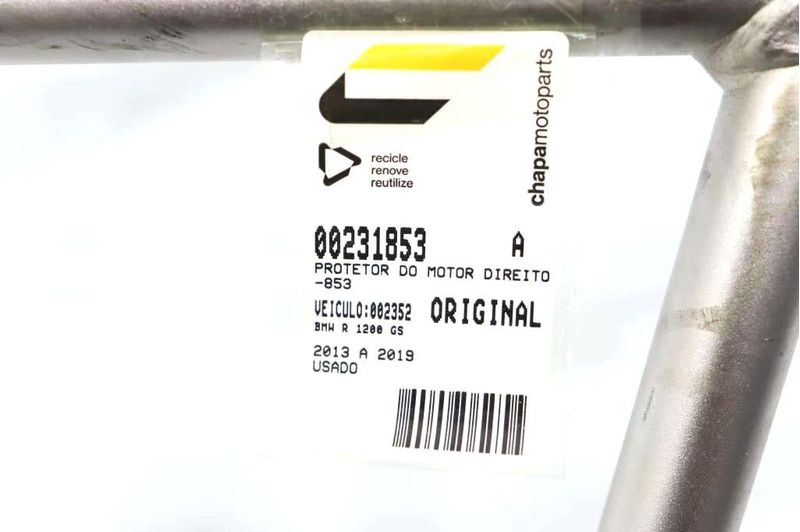 chapamotoparts
recicle
renove
reutilize
00231853 A
PROTETOR DO MOTOR DIREITO
-853
VEICULO:002352 ORIGINAL
BMW R 1200 GS
2013 A 2019
USADO